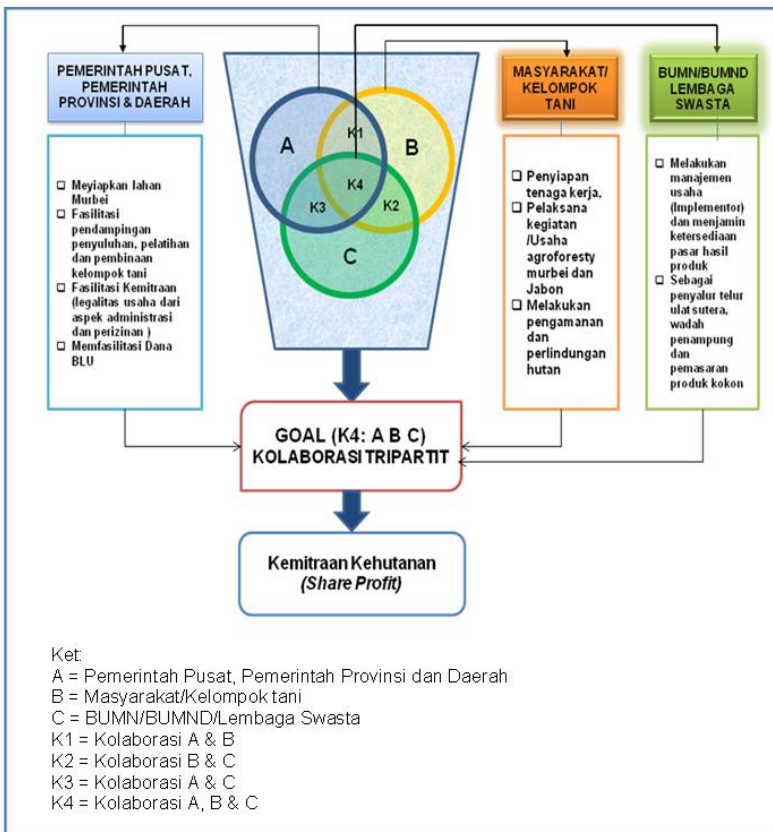 PEMERINTAH PUSAT,
PEMERINTAH
PROVINSI & DAERAH
❑ Meyiapkan lahan
Murbei
❑ Fasilitasi
pendampingan
penyuluhan, pelatihan
dan pembinaan
kelompok tani
❑ Fasilitasi Kemitraan
(legalitas usaha dari
aspek administrasi
dan perizinan )
❑ Memfasilitasi Dana
BLU
A
K1
B
K4
K3
K2
C
MASYARAKAT/
KELOMPOK
TANI
❑ Penyiapan
tenaga kerja,
❑ Pelaksana
kegiatan
/Usaha
agroforesty
murbei dan
Jabon
❑ Melakukan
pengamanan
dan
perlindungan
hutan
BUMN/BUMND
LEMBAGA
SWASTA
❑ Melakukan
manajemen
usaha
(Implementor)
dan menjamin
ketersediaan
pasar hasil
produk
❑ Sebagai
penyalur telur
ulat sutera,
wadah
penampung
dan
pemasaran
produk kokon
GOAL (K4: A B C)
KOLABORASI TRIPARTIT
Kemitraan Kehutanan
(Share Profit)
Ket:
A = Pemerintah Pusat, Pemerintah Provinsi dan Daerah
B = Masyarakat/Kelompok tani
C = BUMN/BUMND/Lembaga Swasta
K1 = Kolaborasi A & B
K2 = Kolaborasi B & C
K3 = Kolaborasi A & C
K4 = Kolaborasi A, B & C